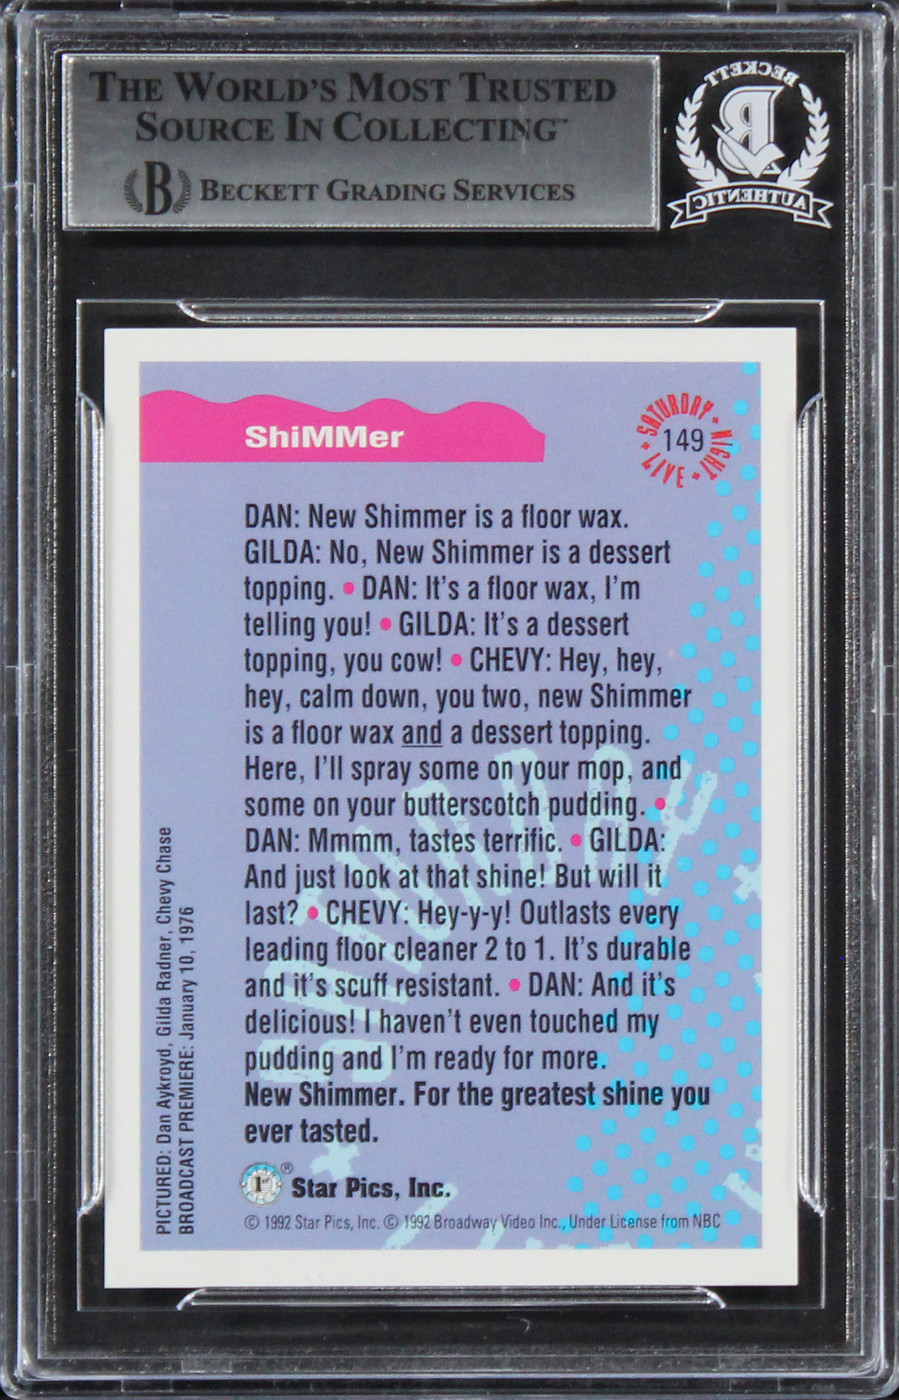 THE WORLD'S MOST TRUSTED
SOURCE IN COLLECTING™
B BECKETT GRADING SERVICES
BECKETT
B
AUTHENTIC
ShiMMer
SATURDAY NIGHT LIVE
149
DAN: New Shimmer is a floor wax.
GILDA: No, New Shimmer is a dessert
topping. • DAN: It's a floor wax, I'm
telling you! • GILDA: It's a dessert
topping, you cow! • CHEVY: Hey, hey,
hey, calm down, you two, new Shimmer
is a floor wax and a dessert topping.
Here, I'll spray some on your mop, and
some on your butterscotch pudding. •
DAN: Mmmm, tastes terrific. • GILDA:
And just look at that shine! But will it
last? • CHEVY: Hey-y-y! Outlasts every
leading floor cleaner 2 to 1. It's durable
and it's scuff resistant. • DAN: And it's
delicious! I haven't even touched my
pudding and I'm ready for more.
New Shimmer. For the greatest shine you
ever tasted.
PICTURED: Dan Aykroyd, Gilda Radner, Chevy Chase
BROADCAST PREMIERE: January 10, 1976
1st ® Star Pics, Inc.
© 1992 Star Pics, Inc. © 1992 Broadway Video Inc., Under License from NBC